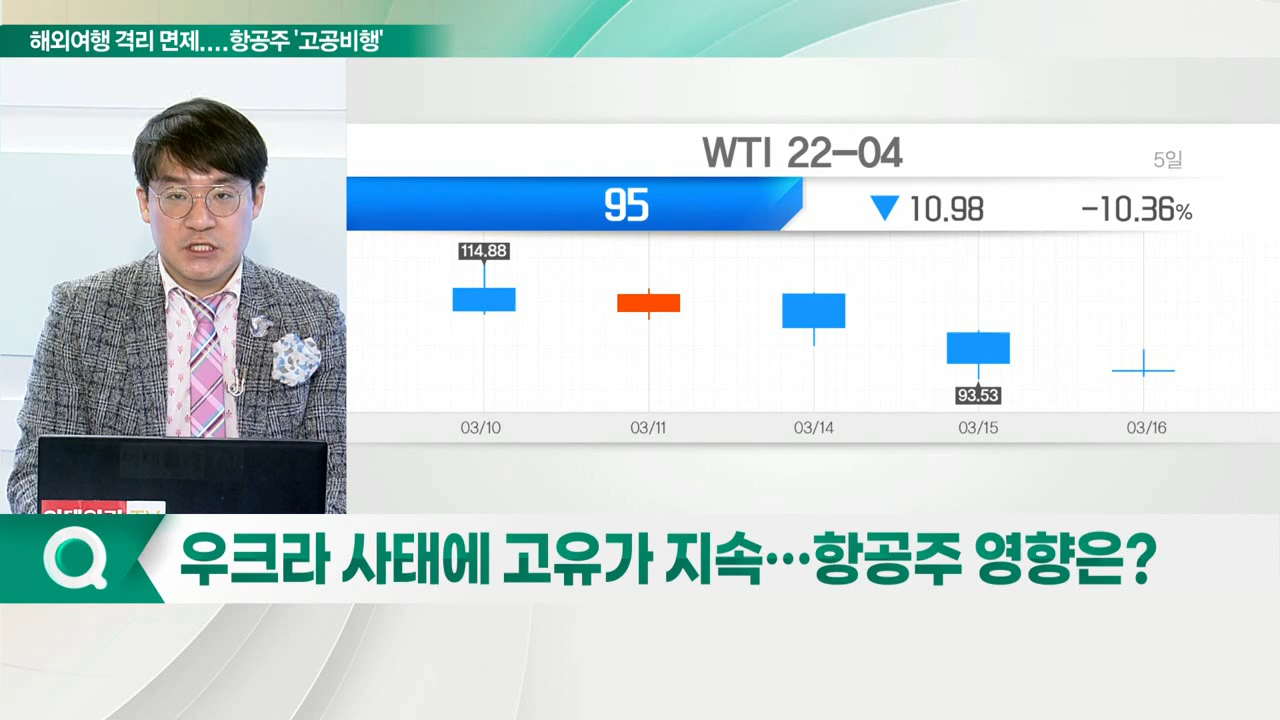 해외여행 격리 면제....항공주 '고공비행'
WTI 22-04
5일
95 ▼ 10.98 -10.36%
114.88
93.53
03/10 03/11 03/14 03/15 03/16
Q 우크라 사태에 고유가 지속…항공주 영향은?